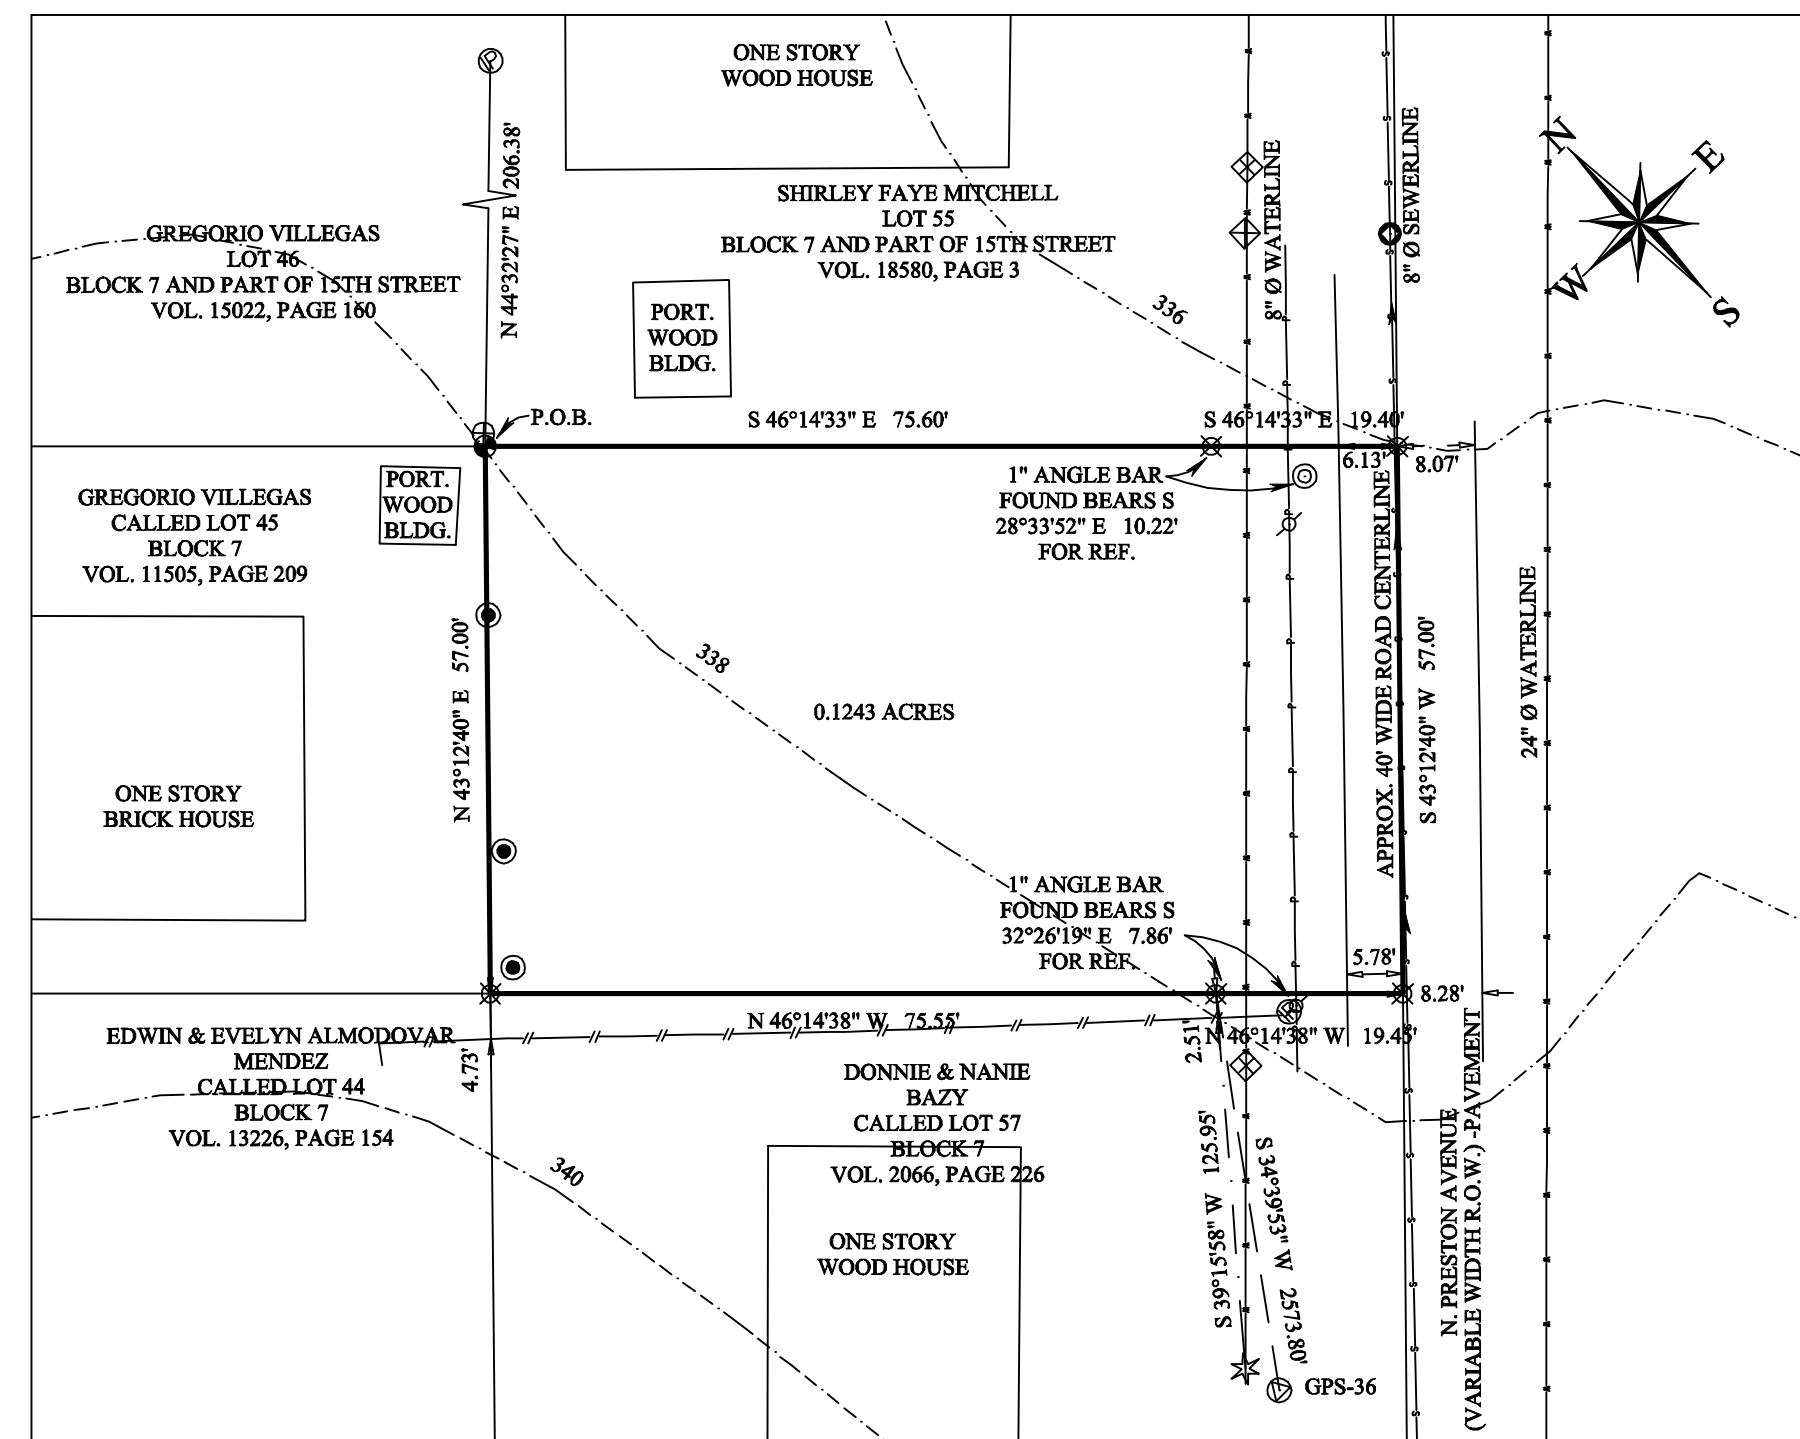 ONE STORY
WOOD HOUSE
N 44°32'27" E 206.38'
GREGORIO VILLEGAS
LOT 46
BLOCK 7 AND PART OF 15TH STREET
VOL. 15022, PAGE 160
SHIRLEY FAYE MITCHELL
LOT 55
BLOCK 7 AND PART OF 15TH STREET
VOL. 18580, PAGE 3
8" Ø WATERLINE
8" Ø SEWERLINE
N
E
W
S
PORT.
WOOD
BLDG.
336
P.O.B.
S 46°14'33" E 75.60'
S 46°14'33" E 19.40'
6.13'
8.07'
PORT.
WOOD
BLDG.
GREGORIO VILLEGAS
CALLED LOT 45
BLOCK 7
VOL. 11505, PAGE 209
1" ANGLE BAR
FOUND BEARS S
28°33'52" E 10.22'
FOR REF.
APPROX. 40' WIDE ROAD CENTERLINE
24" Ø WATERLINE
N 43°12'40" E 57.00'
S 43°12'40" W 57.00'
338
0.1243 ACRES
ONE STORY
BRICK HOUSE
1" ANGLE BAR
FOUND BEARS S
32°26'19" E 7.86'
FOR REF.
5.78'
8.28'
N 46°14'38" W 75.55'
N 46°14'38" W 19.45'
2.51'
4.73'
EDWIN & EVELYN ALMODOVAR
MENDEZ
CALLED LOT 44
BLOCK 7
VOL. 13226, PAGE 154
DONNIE & NANIE
BAZY
CALLED LOT 57
BLOCK 7
VOL. 2066, PAGE 226
340
ONE STORY
WOOD HOUSE
S 39°15'58" W 125.95'
S 34°39'53" W 2573.80'
GPS-36
N. PRESTON AVENUE
(VARIABLE WIDTH R.O.W.) -PAVEMENT